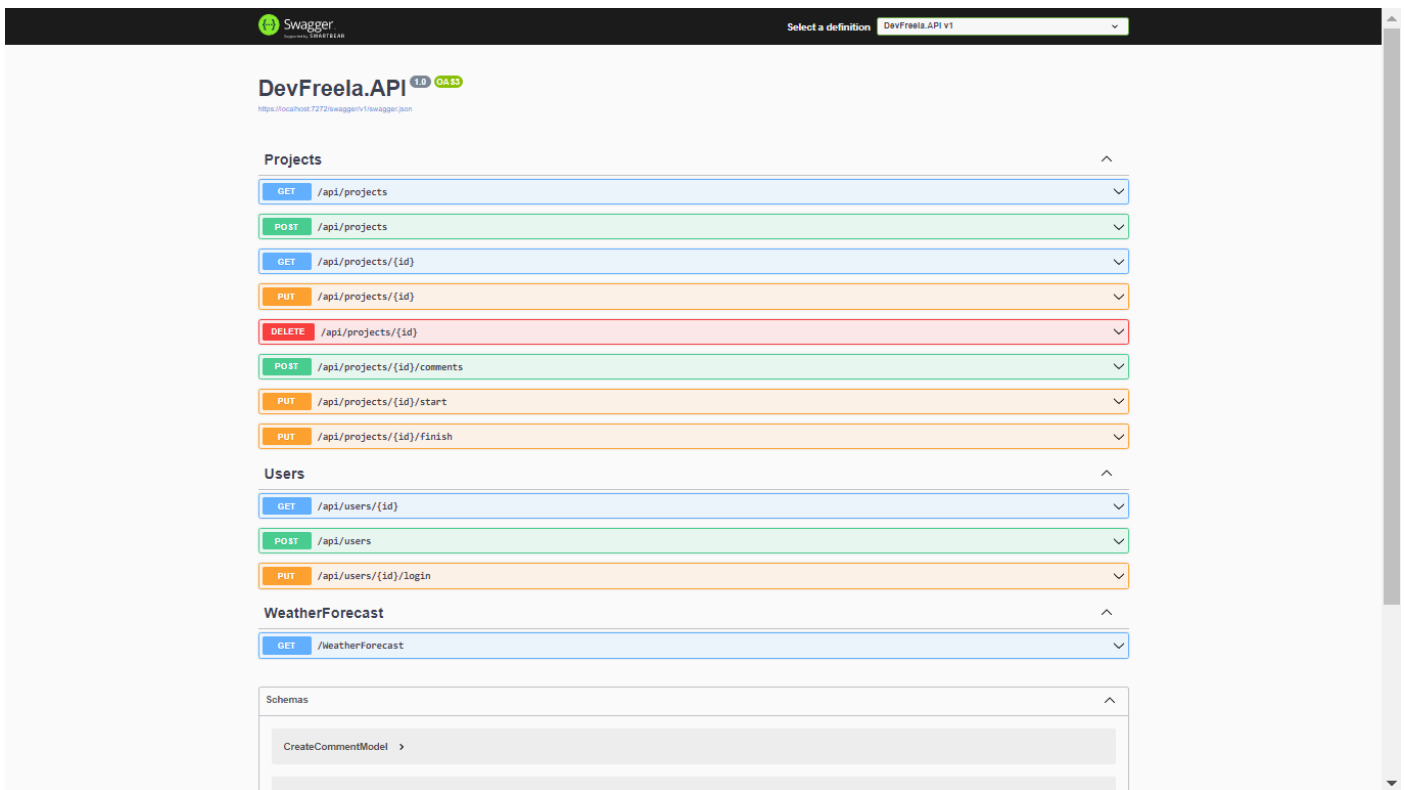 Swagger
Supported by SMARTBEAR
Select a definition
DevFreela.API v1
DevFreela.API 1.0 OAS3
https://localhost:7272/swagger/v1/swagger.json
Projects
GET /api/projects
POST /api/projects
GET /api/projects/{id}
PUT /api/projects/{id}
DELETE /api/projects/{id}
POST /api/projects/{id}/comments
PUT /api/projects/{id}/start
PUT /api/projects/{id}/finish
Users
GET /api/users/{id}
POST /api/users
PUT /api/users/{id}/login
WeatherForecast
GET /WeatherForecast
Schemas
CreateCommentModel